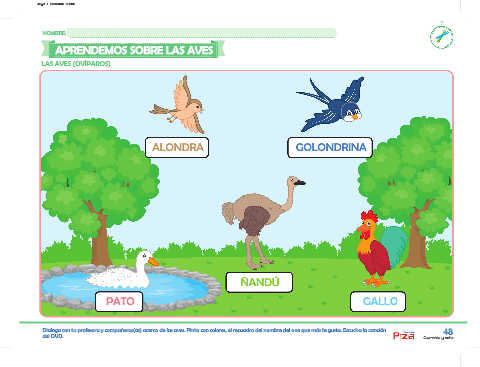 NOMBRE:
APRENDEMOS SOBRE LAS AVES
LAS AVES (OVÍPAROS)
ALONDRA
GOLONDRINA
ÑANDÚ
PATO
GALLO
Dialoga con tu profesora y compañeros(as) acerca de las aves. Pinta con colores, el recuadro del nombre del ave que más te gusta. Escucha la canción
del DVD.
48